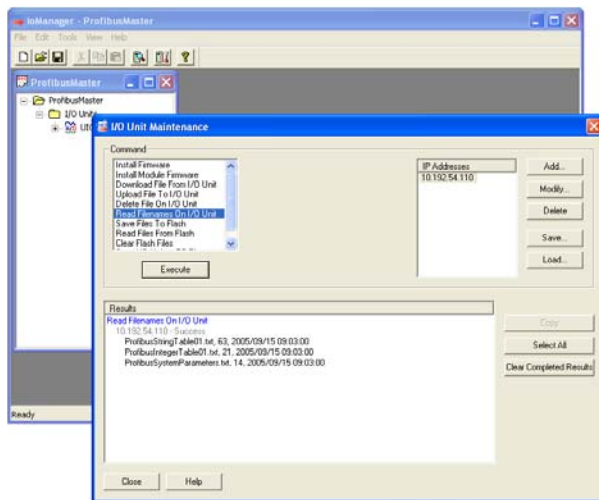 ioManager - ProfibusMaster
File Edit Tools View Help
ProfibusMaster
ProfibusMaster
I/O Units
I/O Unit Maintenance
Command
Install Firmware
Install Module Firmware
Download File From I/O Unit
Upload File To I/O Unit
Delete File On I/O Unit
Read Filenames On I/O Unit
Save Files To Flash
Read Files From Flash
Clear Flash Files
Execute
IP Addresses
10.192.54.110
Add...
Modify...
Delete
Save...
Load...
Results
Read Filenames On I/O Unit
10.192.54.110 - Success
ProfibusStringTable01.txt, 63, 2005/09/15 09:03:00
ProfibusIntegerTable01.txt, 21, 2005/09/15 09:03:00
ProfibusSystemParameters.txt, 14, 2005/09/15 09:03:00
Copy
Select All
Clear Completed Results
Ready
Close Help